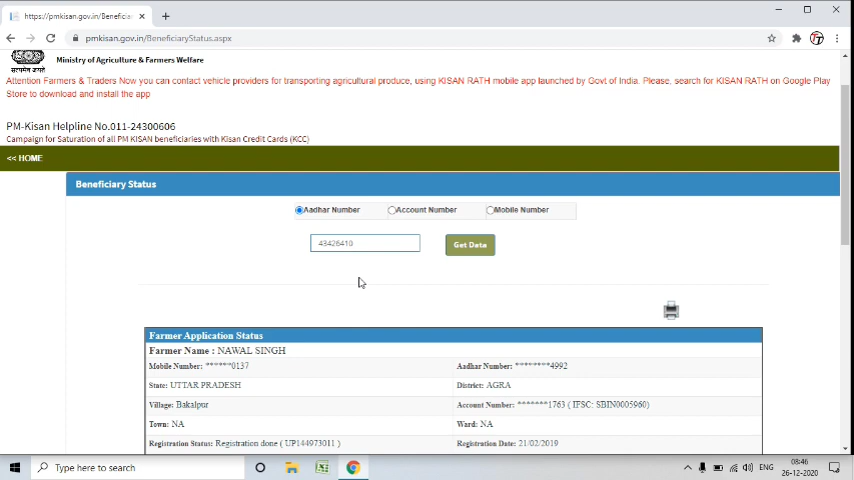 https://pmkisan.gov.in/Beneficia
pmkisan.gov.in/BeneficiaryStatus.aspx
सत्यमेव जयते
Ministry of Agriculture & Farmers Welfare
Attention Farmers & Traders Now you can contact vehicle providers for transporting agricultural produce, using KISAN RATH mobile app launched by Govt of India. Please, search for KISAN RATH on Google Play
Store to download and install the app
PM-Kisan Helpline No.011-24300606
Campaign for Saturation of all PM KISAN beneficiaries with Kisan Credit Cards (KCC)
<< HOME
Beneficiary Status
Aadhar Number Account Number Mobile Number
43426410 Get Data
Farmer Application Status
Farmer Name : NAWAL SINGH
Mobile Number: ******0137 Aadhar Number: ********4992
State: UTTAR PRADESH District: AGRA
Village: Bakalpur Account Number: *******1763 ( IFSC: SBIN0005960)
Town: NA Ward: NA
Registration Status: Registration done ( UP144973011 ) Registration Date: 21/02/2019
Type here to search
ENG
08:46
26-12-2020